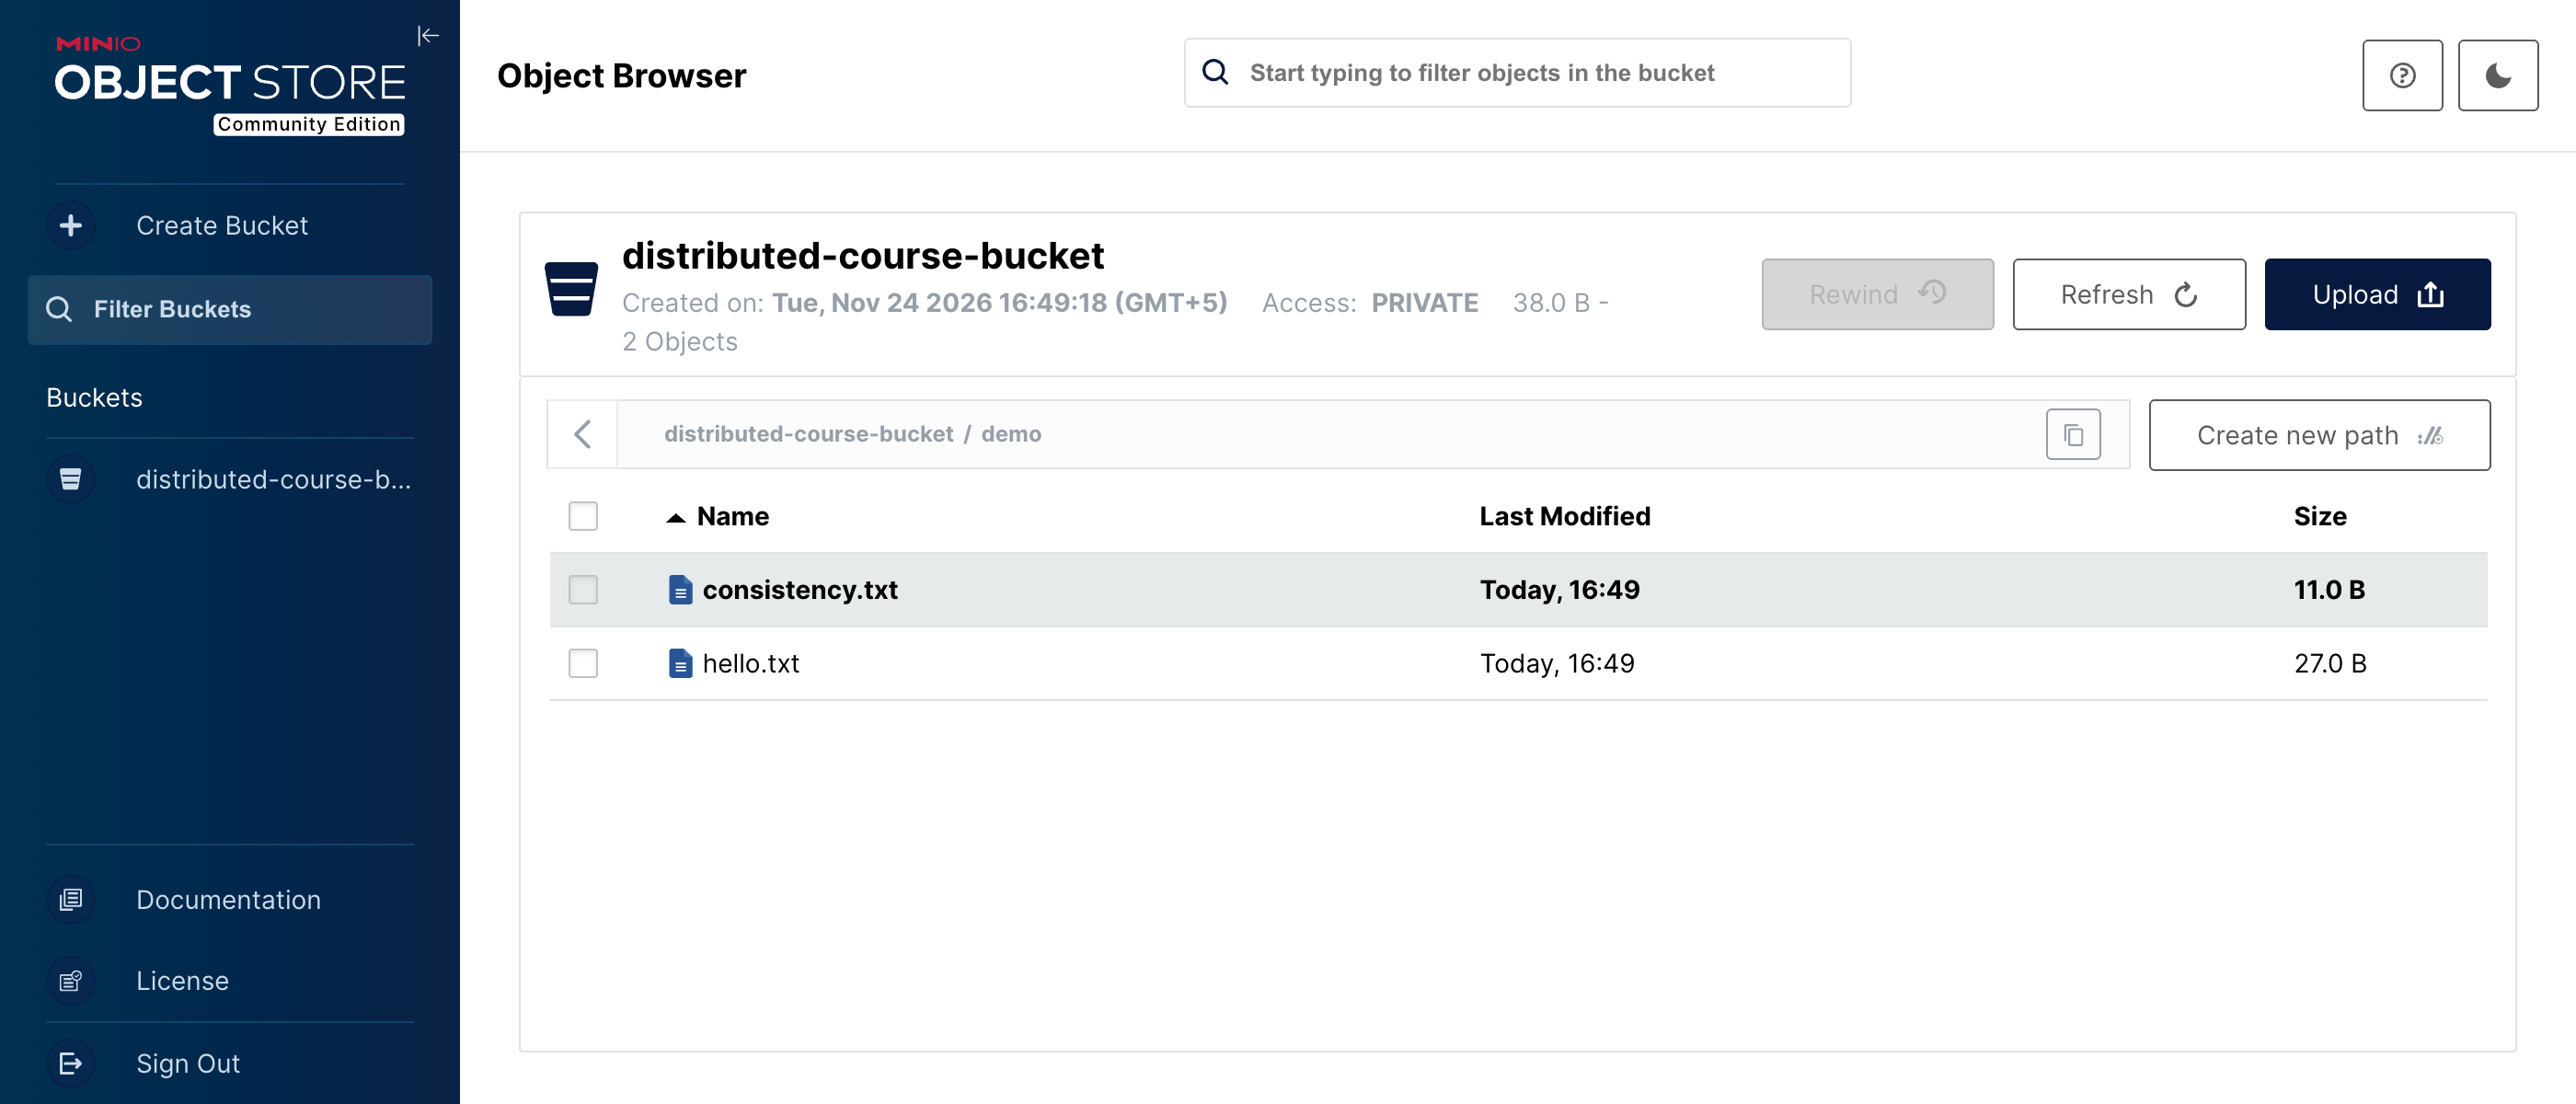 MINIO
OBJECT STORE
Community Edition
Create Bucket
Filter Buckets
Buckets
distributed-course-b...
Documentation
License
Sign Out
Object Browser
Start typing to filter objects in the bucket
distributed-course-bucket
Created on: Tue, Nov 24 2026 16:49:18 (GMT+5) Access: PRIVATE 38.0 B -
2 Objects
Rewind
Refresh
Upload
distributed-course-bucket / demo
Create new path
Name Last Modified Size
consistency.txt Today, 16:49 11.0 B
hello.txt Today, 16:49 27.0 B